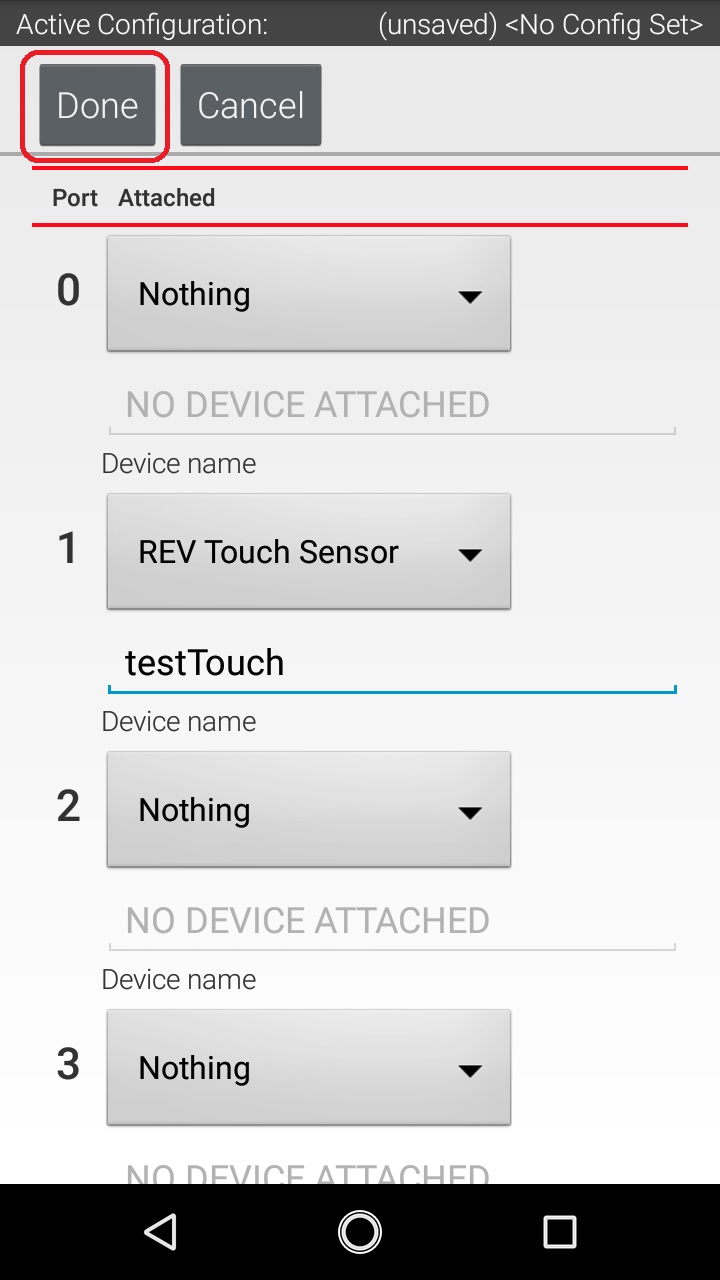 Active Configuration: (unsaved) <No Config Set>
Done Cancel
Port Attached
0 Nothing
NO DEVICE ATTACHED
Device name
1 REV Touch Sensor
testTouch
Device name
2 Nothing
NO DEVICE ATTACHED
Device name
3 Nothing
NO DEVICE ATTACHED